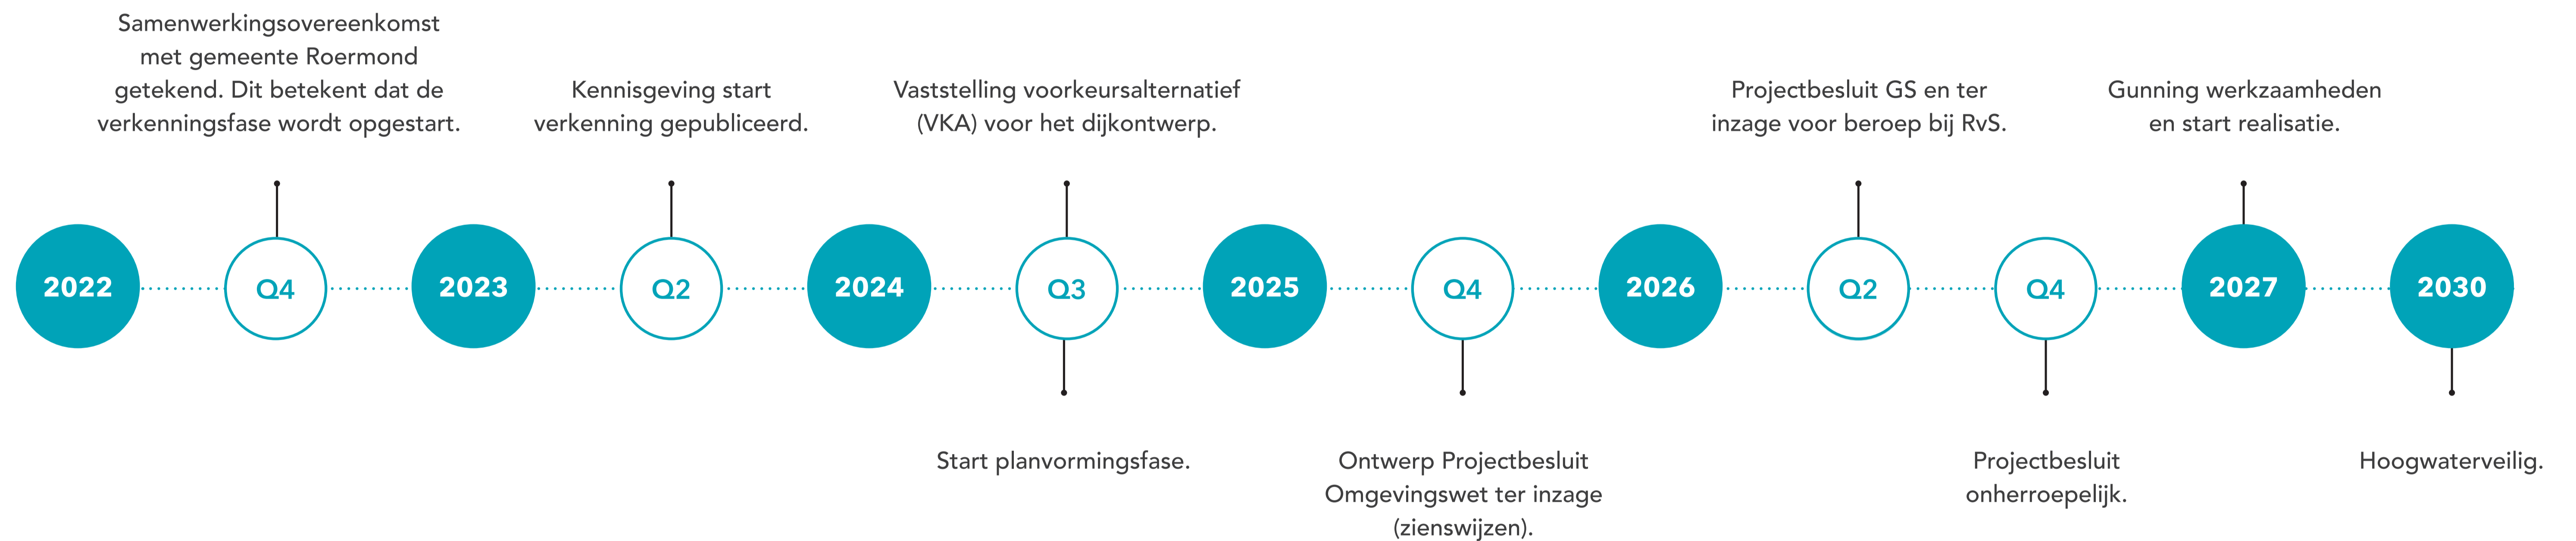 Samenwerkingsovereenkomst
met gemeente Roermond
getekend. Dit betekent dat de
verkenningsfase wordt opgestart.
Kennisgeving start
verkenning gepubliceerd.
Vaststelling voorkeursalternatief
(VKA) voor het dijkontwerp.
Projectbesluit GS en ter
inzage voor beroep bij RvS.
Gunning werkzaamheden
en start realisatie.
2022
Q4
2023
Q2
2024
Q3
2025
Q4
2026
Q2
Q4
2027
2030
Start planvormingsfase.
Ontwerp Projectbesluit
Omgevingswet ter inzage
(zienswijzen).
Projectbesluit
onherroepelijk.
Hoogwaterveilig.